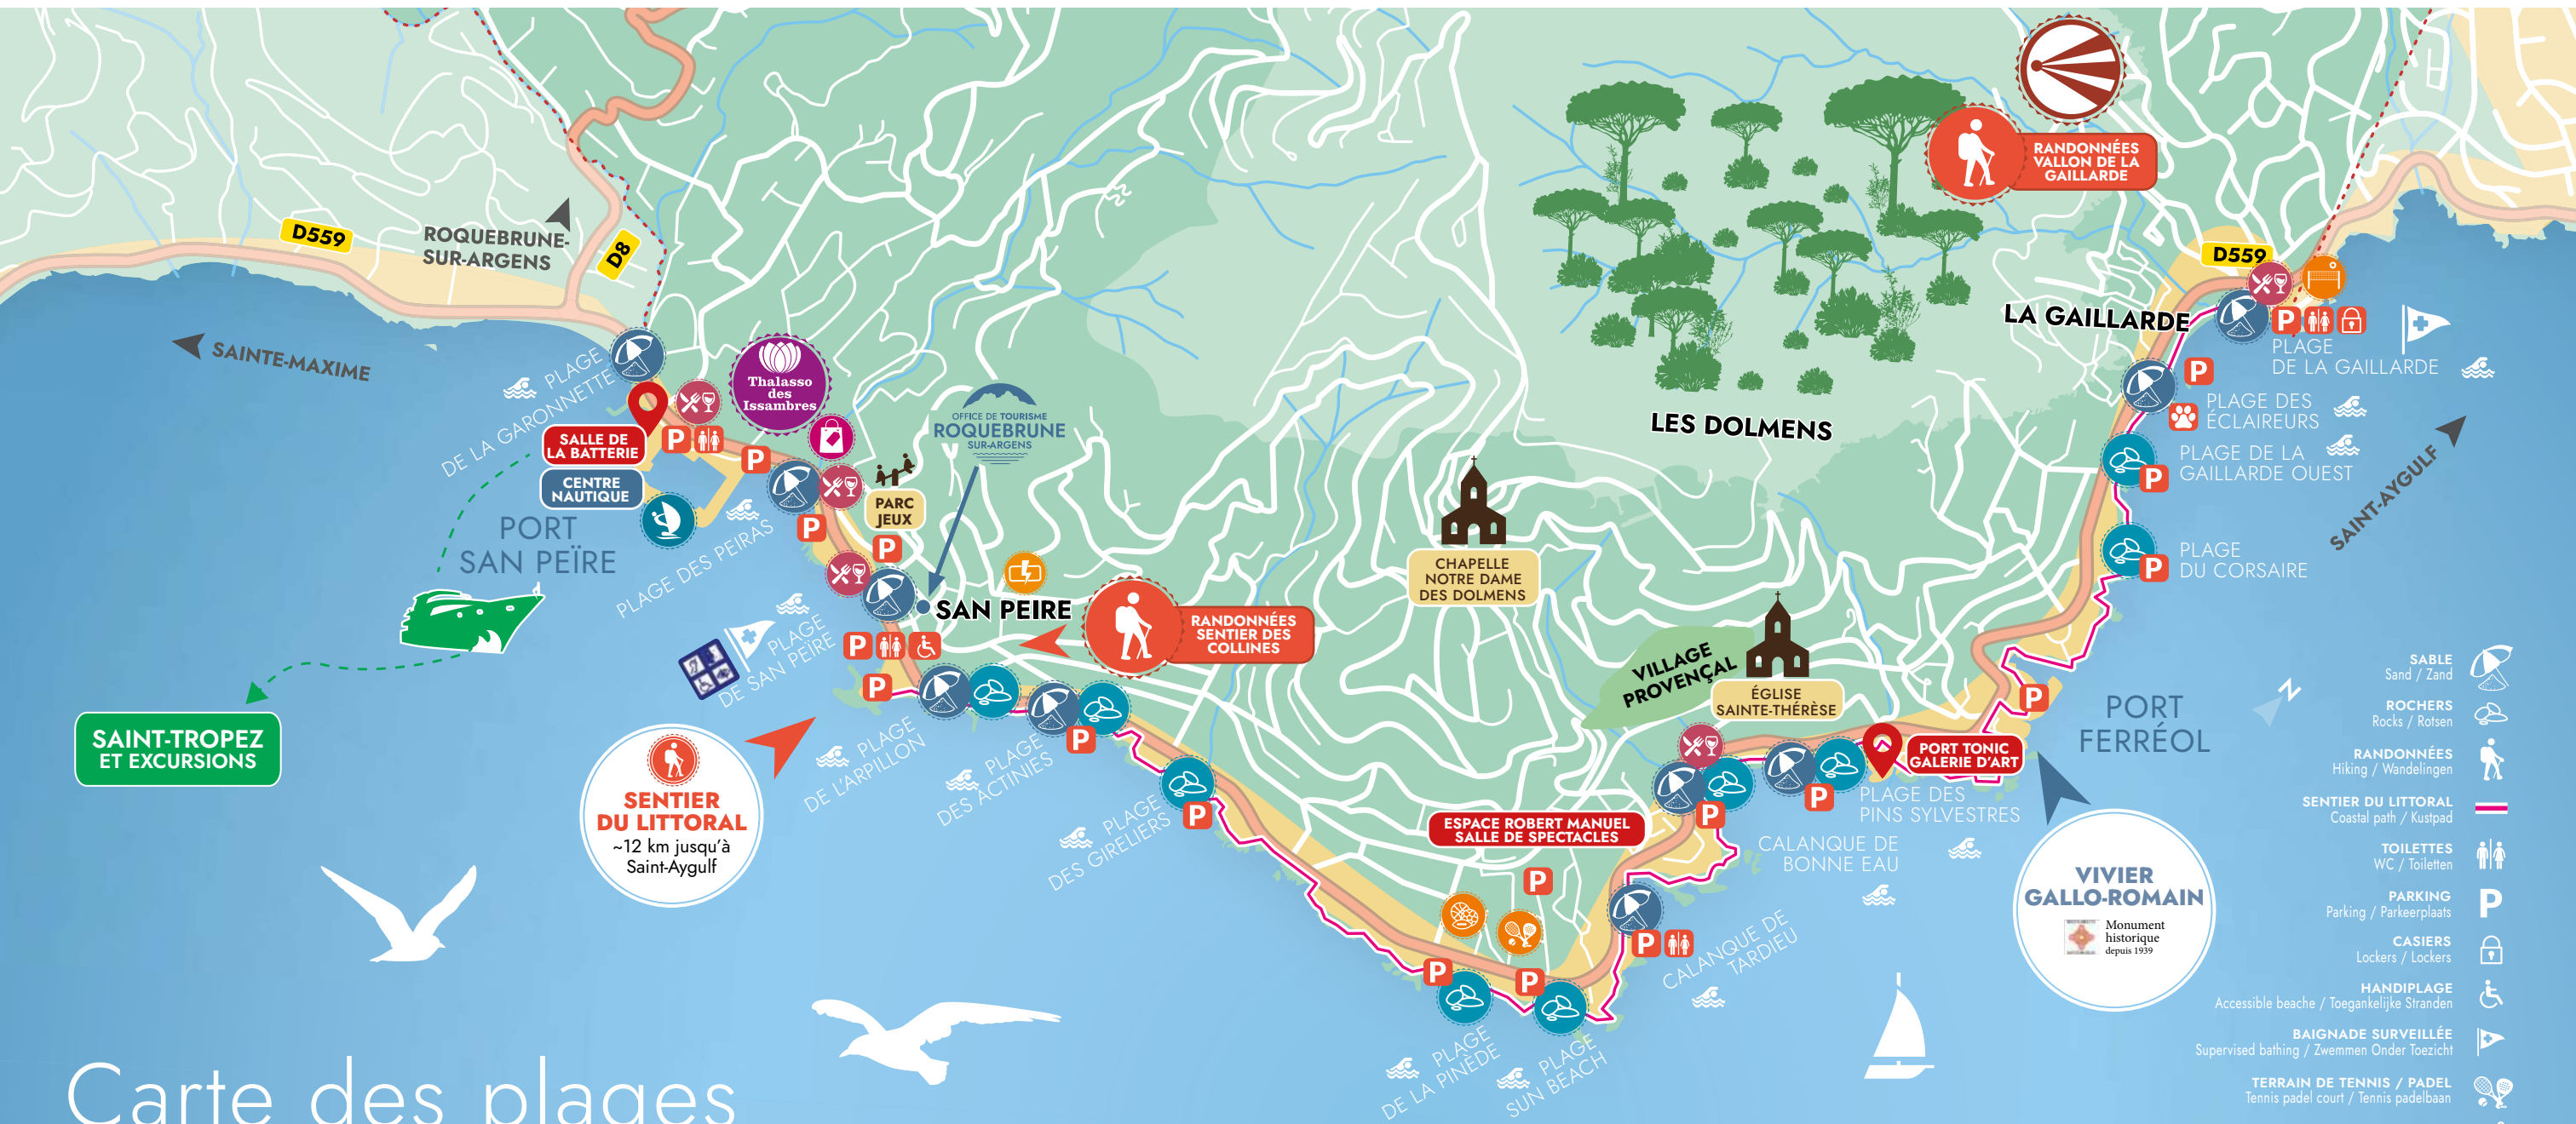 D559
ROQUEBRUNE-
SUR-ARGENS
D8
SAINTE-MAXIME
PLAGE
DE LA GARONNETTE
SALLE DE
LA BATTERIE
CENTRE
NAUTIQUE
PORT
SAN PEÏRE
Thalasso
des
Issambres
P
P
PLAGE DES PEIRAS
P
PARC
JEUX
P
OFFICE DE TOURISME
ROQUEBRUNE
SUR-ARGENS
SAN PEIRE
PLAGE
DE SAN PEÏRE
P
P
RANDONNÉES
SENTIER DES
COLLINES
SAINT-TROPEZ
ET EXCURSIONS
SENTIER
DU LITTORAL
~12 km jusqu'à
Saint-Aygulf
PLAGE
DE L'ARPILLON
PLAGE
DES ACTINIES
P
PLAGE
DES GIRELIERS
P
CHAPELLE
NOTRE DAME
DES DOLMENS
LES DOLMENS
RANDONNÉES
VALLON DE LA
GAILLARDE
D559
LA GAILLARDE
P
PLAGE
DE LA GAILLARDE
P
PLAGE DES
ÉCLAIREURS
PLAGE DE LA
GAILLARDE OUEST
P
SAINT-AYGULF
PLAGE
DU CORSAIRE
P
VILLAGE
PROVENÇAL
ÉGLISE
SAINTE-THÉRÈSE
P
PORT
FERRÉOL
PORT TONIC
GALERIE D'ART
P
PLAGE DES
PINS SYLVESTRES
P
CALANQUE DE
BONNE EAU
ESPACE ROBERT MANUEL
SALLE DE SPECTACLES
P
P
CALANQUE DE
TARDIEU
P
P
PLAGE
DE LA PINÈDE
PLAGE
SUN BEACH
VIVIER
GALLO-ROMAIN
Monument
historique
depuis 1939
N
SABLE
Sand / Zand
ROCHERS
Rocks / Rotsen
RANDONNÉES
Hiking / Wandelingen
SENTIER DU LITTORAL
Coastal path / Kustpad
TOILETTES
WC / Toiletten
PARKING
Parking / Parkeerplaats
P
CASIERS
Lockers / Lockers
HANDIPLAGE
Accessible beache / Toegankelijke Stranden
BAIGNADE SURVEILLÉE
Supervised bathing / Zwemmen Onder Toezicht
TERRAIN DE TENNIS / PADEL
Tennis padel court / Tennis padelbaan
Carte des plages